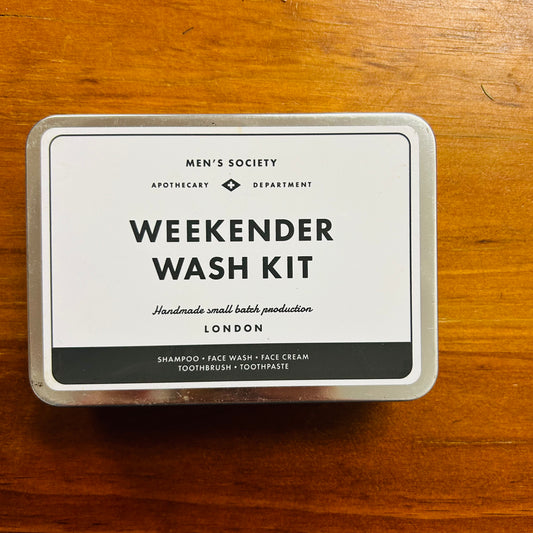 MEN'S SOCIETY
APOTHECARY DEPARTMENT
WEEKENDER
WASH KIT
Handmade small batch production
LONDON
SHAMPOO • FACE WASH • FACE CREAM
TOOTHBRUSH • TOOTHPASTE